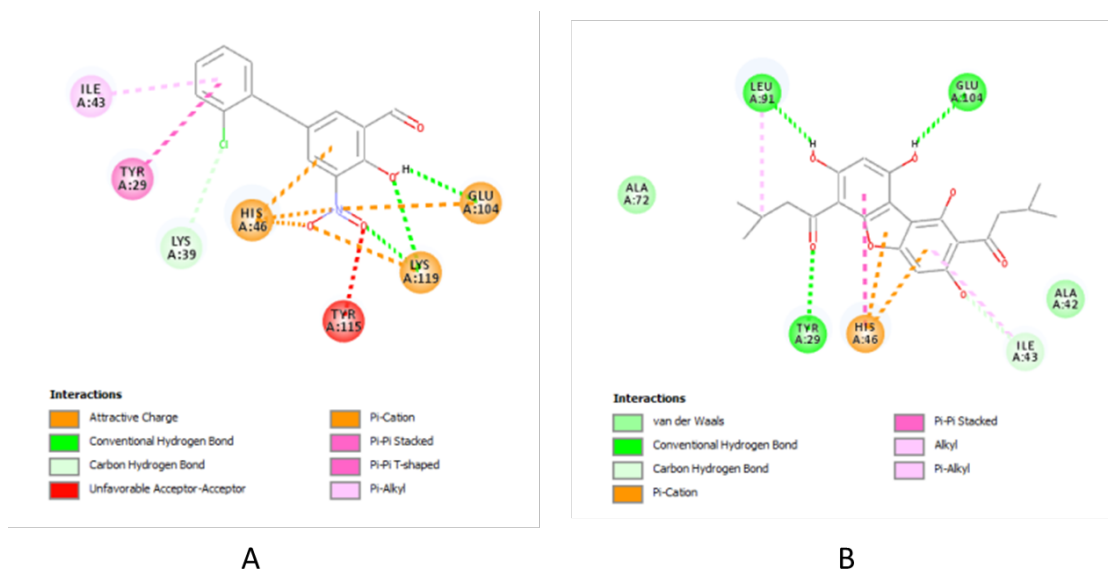 ILE
A:43
TYR
A:29
LYS
A:39
Cl
HIS
A:46
O
H
O
N
O
O
GLU
A:104
LYS
A:119
TYR
A:115
Interactions
Attractive Charge
Conventional Hydrogen Bond
Carbon Hydrogen Bond
Unfavorable Acceptor-Acceptor
Pi-Cation
Pi-Pi Stacked
Pi-Pi T-shaped
Pi-Alkyl
A
LEU
A:91
GLU
A:104
H
H
O
O
ALA
A:72
O
O
O
O
O
ALA
A:42
TYR
A:29
HIS
A:46
ILE
A:43
Interactions
van der Waals
Conventional Hydrogen Bond
Carbon Hydrogen Bond
Pi-Cation
Pi-Pi Stacked
Alkyl
Pi-Alkyl
B